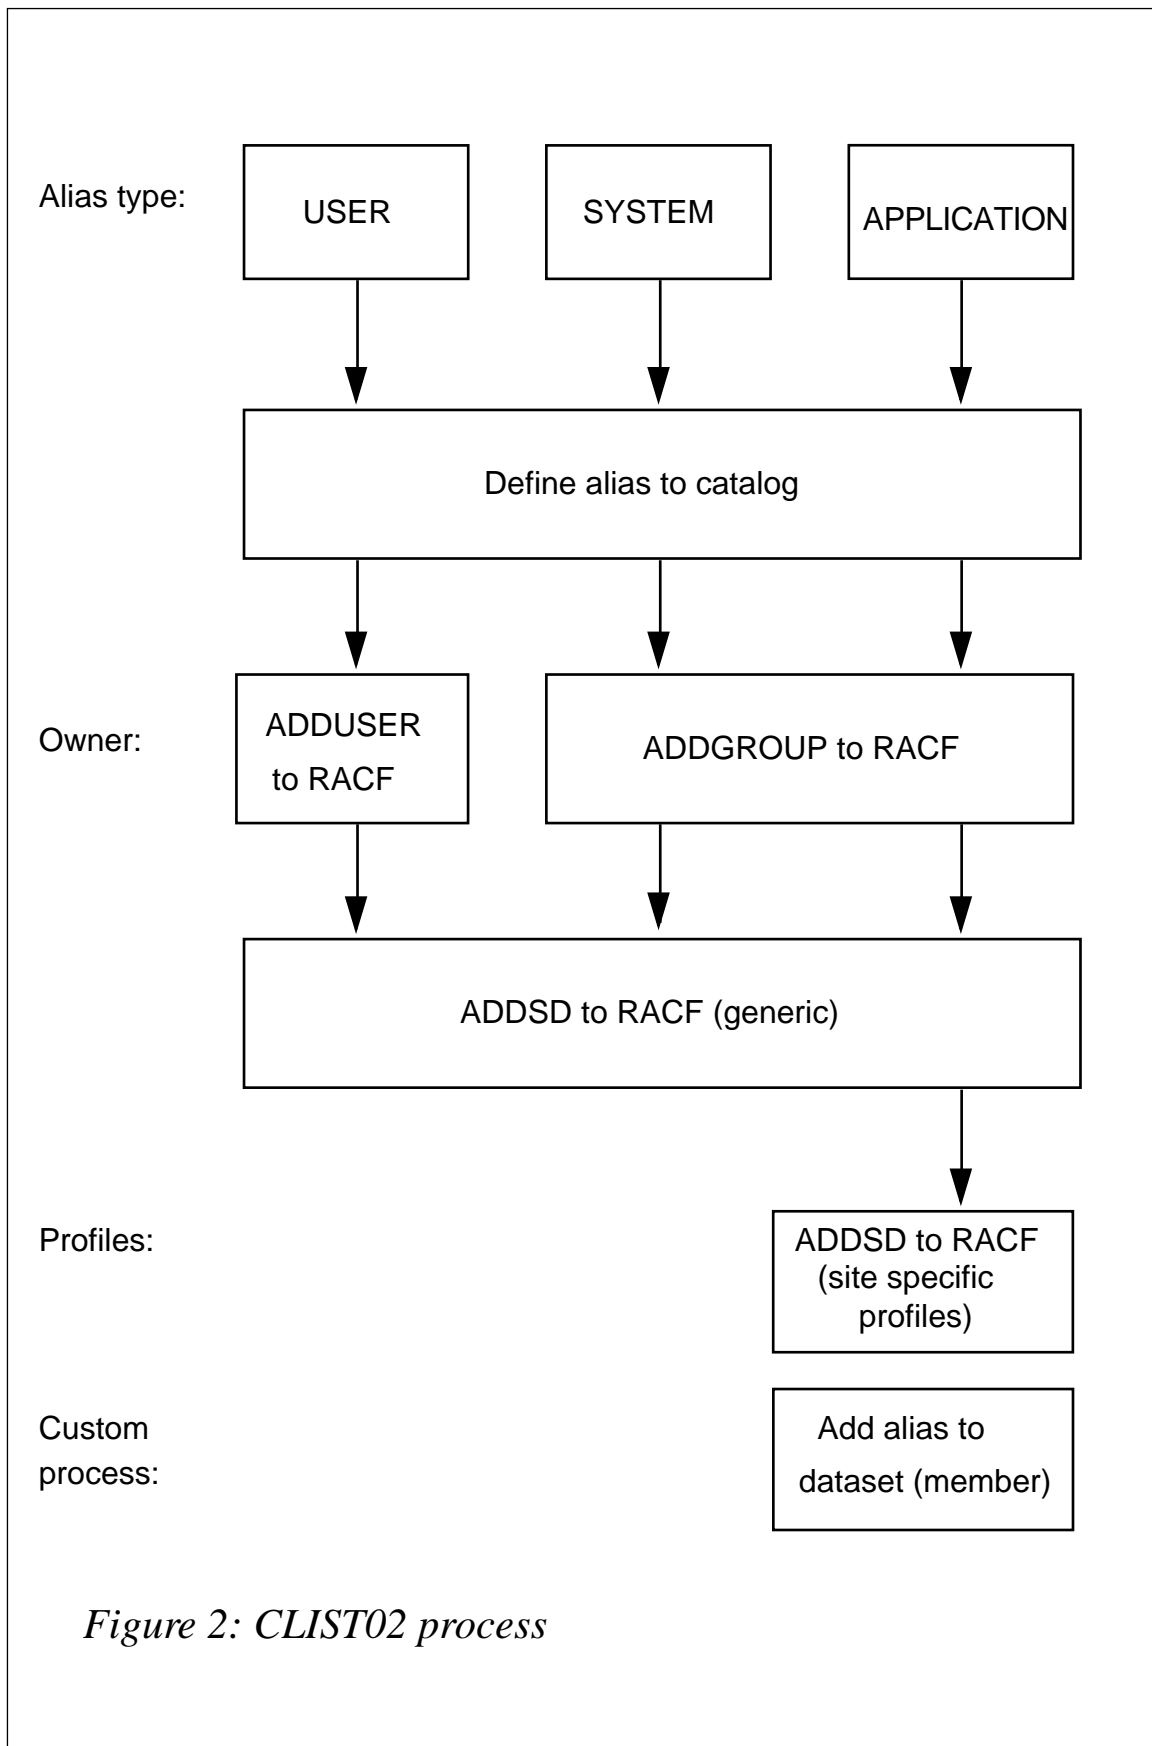 Alias type:
USER
SYSTEM
APPLICATION
Define alias to catalog
Owner:
ADDUSER
to RACF
ADDGROUP to RACF
ADDSD to RACF (generic)
Profiles:
ADDSD to RACF
(site specific
profiles)
Custom
process:
Add alias to
dataset (member)
Figure 2: CLIST02 process